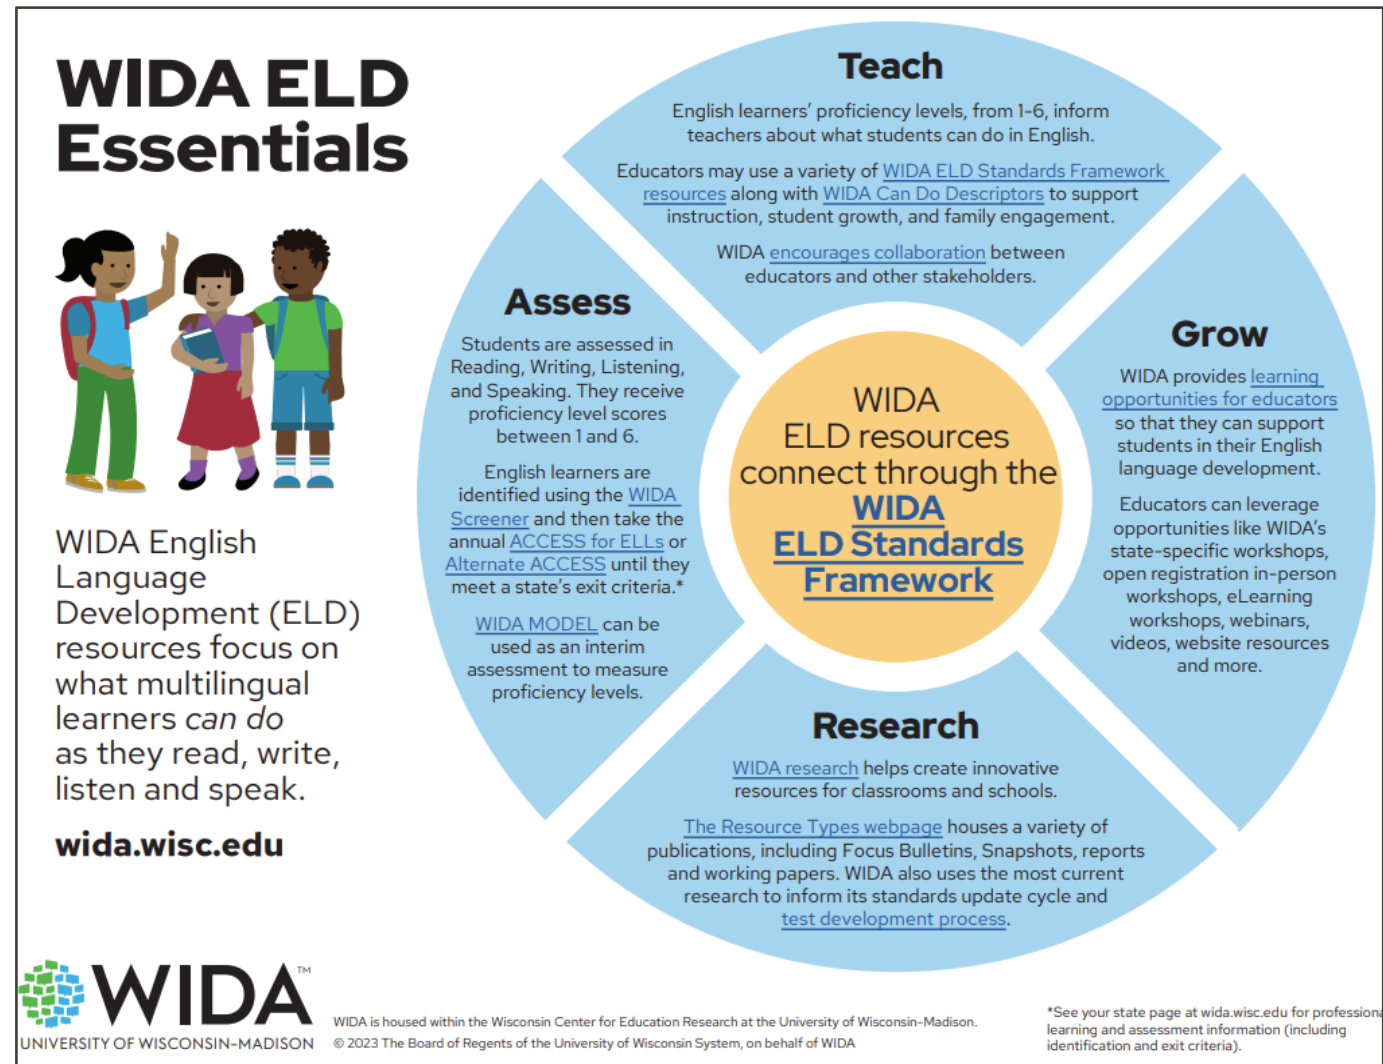 WIDA ELD
Essentials
WIDA English
Language
Development (ELD)
resources focus on
what multilingual
learners can do
as they read, write,
listen and speak.
wida.wisc.edu
Teach
English learners' proficiency levels, from 1-6, inform
teachers about what students can do in English.
Educators may use a variety of WIDA ELD Standards Framework
resources along with WIDA Can Do Descriptors to support
instruction, student growth, and family engagement.
WIDA encourages collaboration between
educators and other stakeholders.
Assess
Students are assessed in
Reading, Writing, Listening,
and Speaking. They receive
proficiency level scores
between 1 and 6.
English learners are
identified using the WIDA
Screener and then take the
annual ACCESS for ELLs or
Alternate ACCESS until they
meet a state's exit criteria.*
WIDA MODEL can be
used as an interim
assessment to measure
proficiency levels.
WIDA
ELD resources
connect through the
WIDA
ELD Standards
Framework
Grow
WIDA provides learning
opportunities for educators
so that they can support
students in their English
language development.
Educators can leverage
opportunities like WIDA's
state-specific workshops,
open registration in-person
workshops, eLearning
workshops, webinars,
videos, website resources
and more.
Research
WIDA research helps create innovative
resources for classrooms and schools.
The Resource Types webpage houses a variety of
publications, including Focus Bulletins, Snapshots, reports
and working papers. WIDA also uses the most current
research to inform its standards update cycle and
test development process.
WIDA™
UNIVERSITY OF WISCONSIN–MADISON
WIDA is housed within the Wisconsin Center for Education Research at the University of Wisconsin–Madison.
© 2023 The Board of Regents of the University of Wisconsin System, on behalf of WIDA
*See your state page at wida.wisc.edu for professiona
learning and assessment information (including
identification and exit criteria).